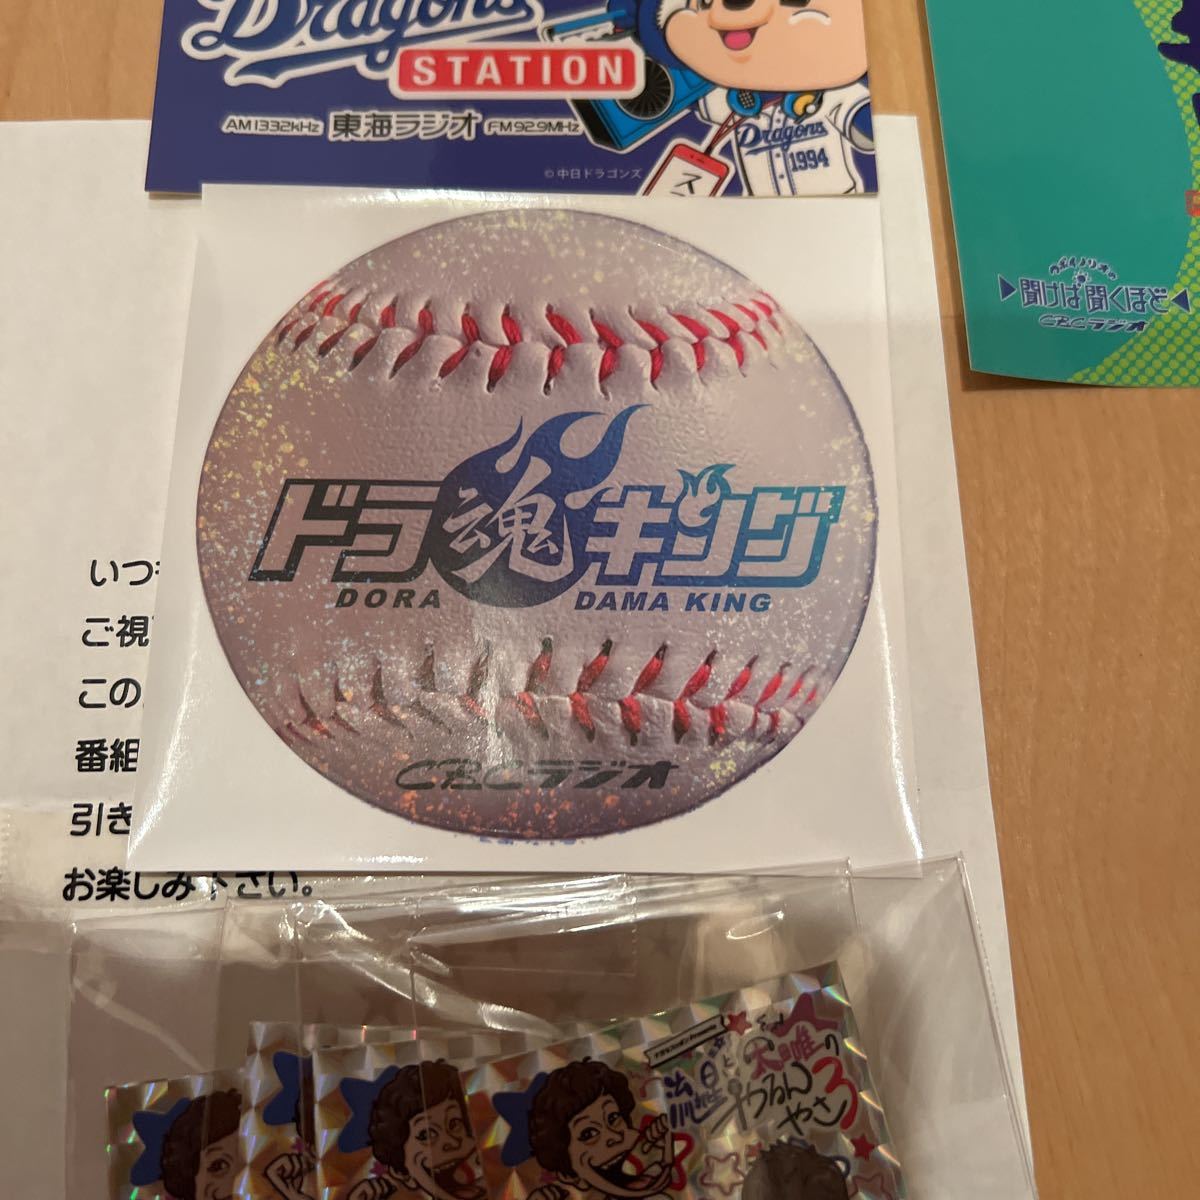 Dragons
STATION
AM1332kHz 東海ラジオ FM92.9MHz
Dragons
1994
©中日ドラゴンズ
聞けば聞くほど
CBCラジオ
ドラ魂キング
DORA DAMA KING
CBCラジオ
いつ
ご視
この
番組
引き
お楽しみ下さい。